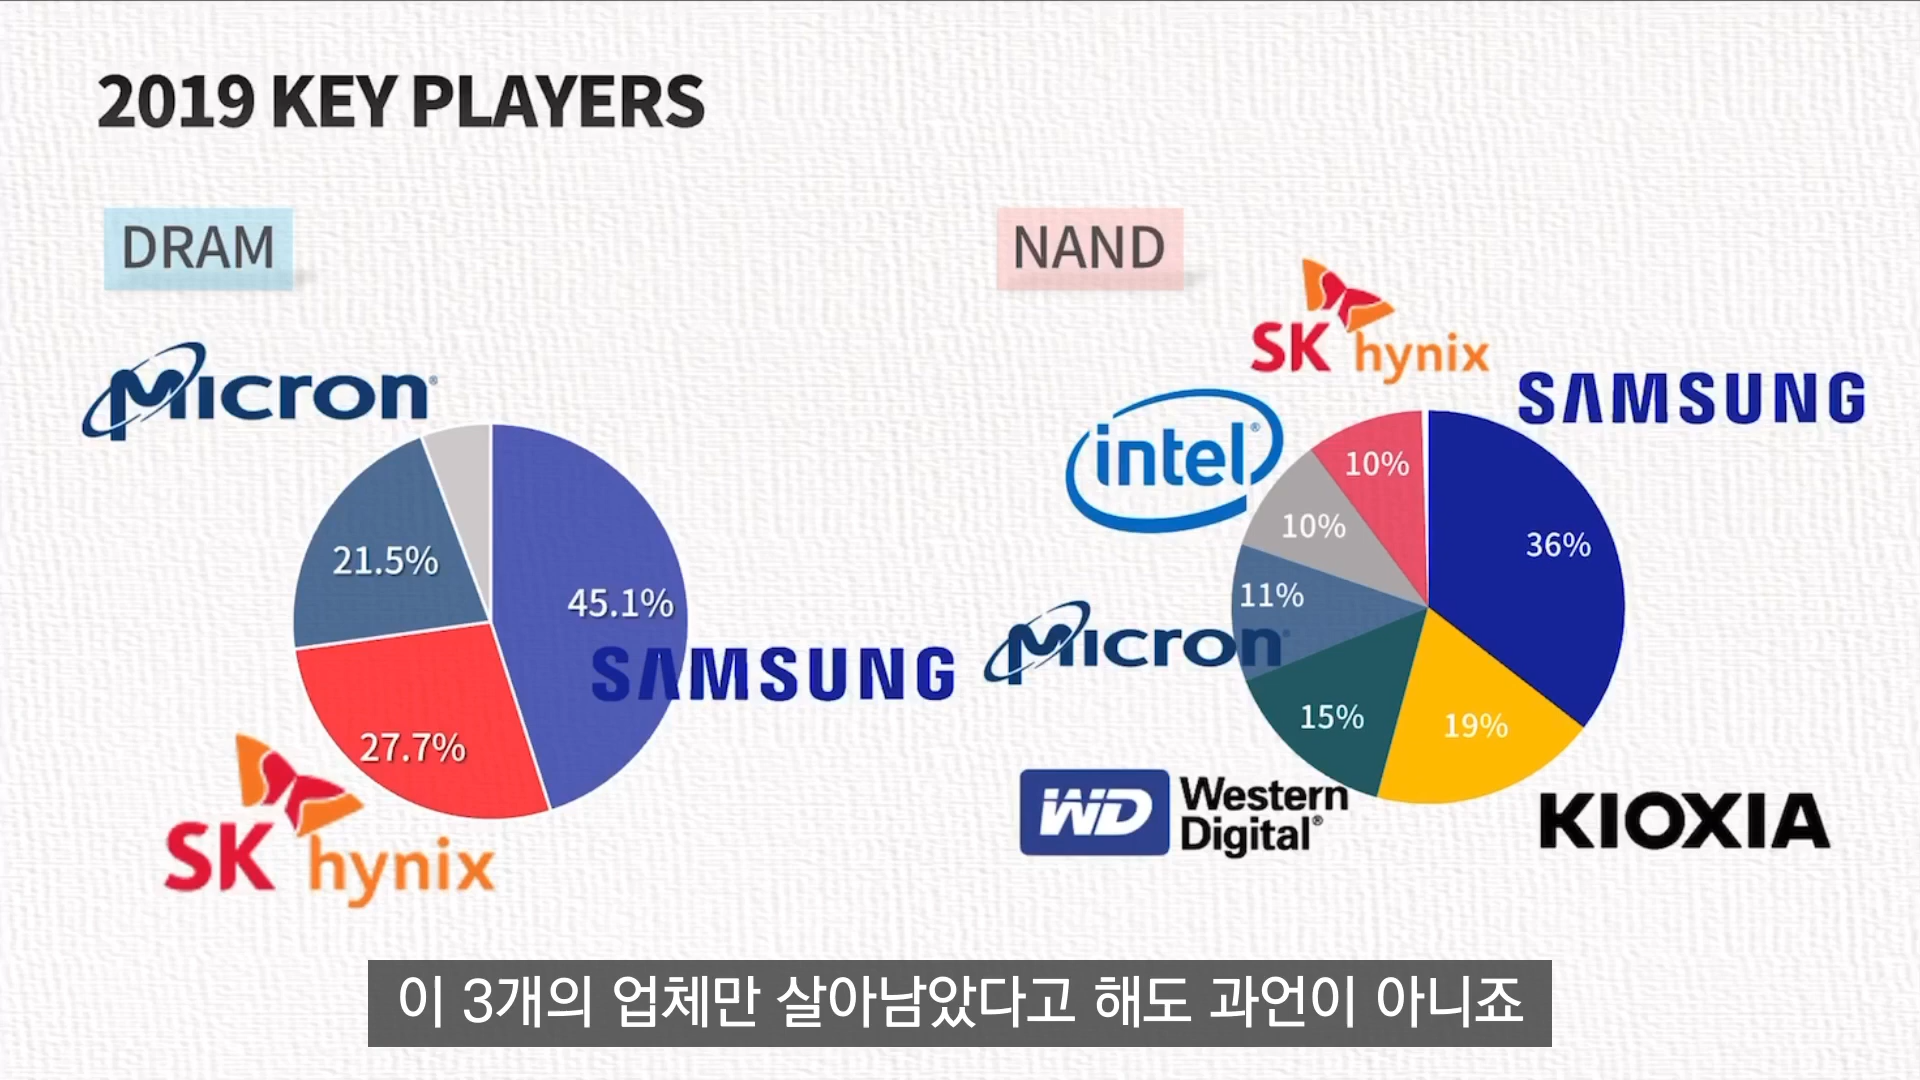 2019 KEY PLAYERS
DRAM
Micron®
21.5%
45.1%
SAMSUNG
27.7%
SK hynix
NAND
SK hynix
SAMSUNG
intel®
10%
10%
36%
11%
Micron
15%
19%
WD Western
Digital®
KIOXIA
이 3개의 업체만 살아남았다고 해도 과언이 아니죠